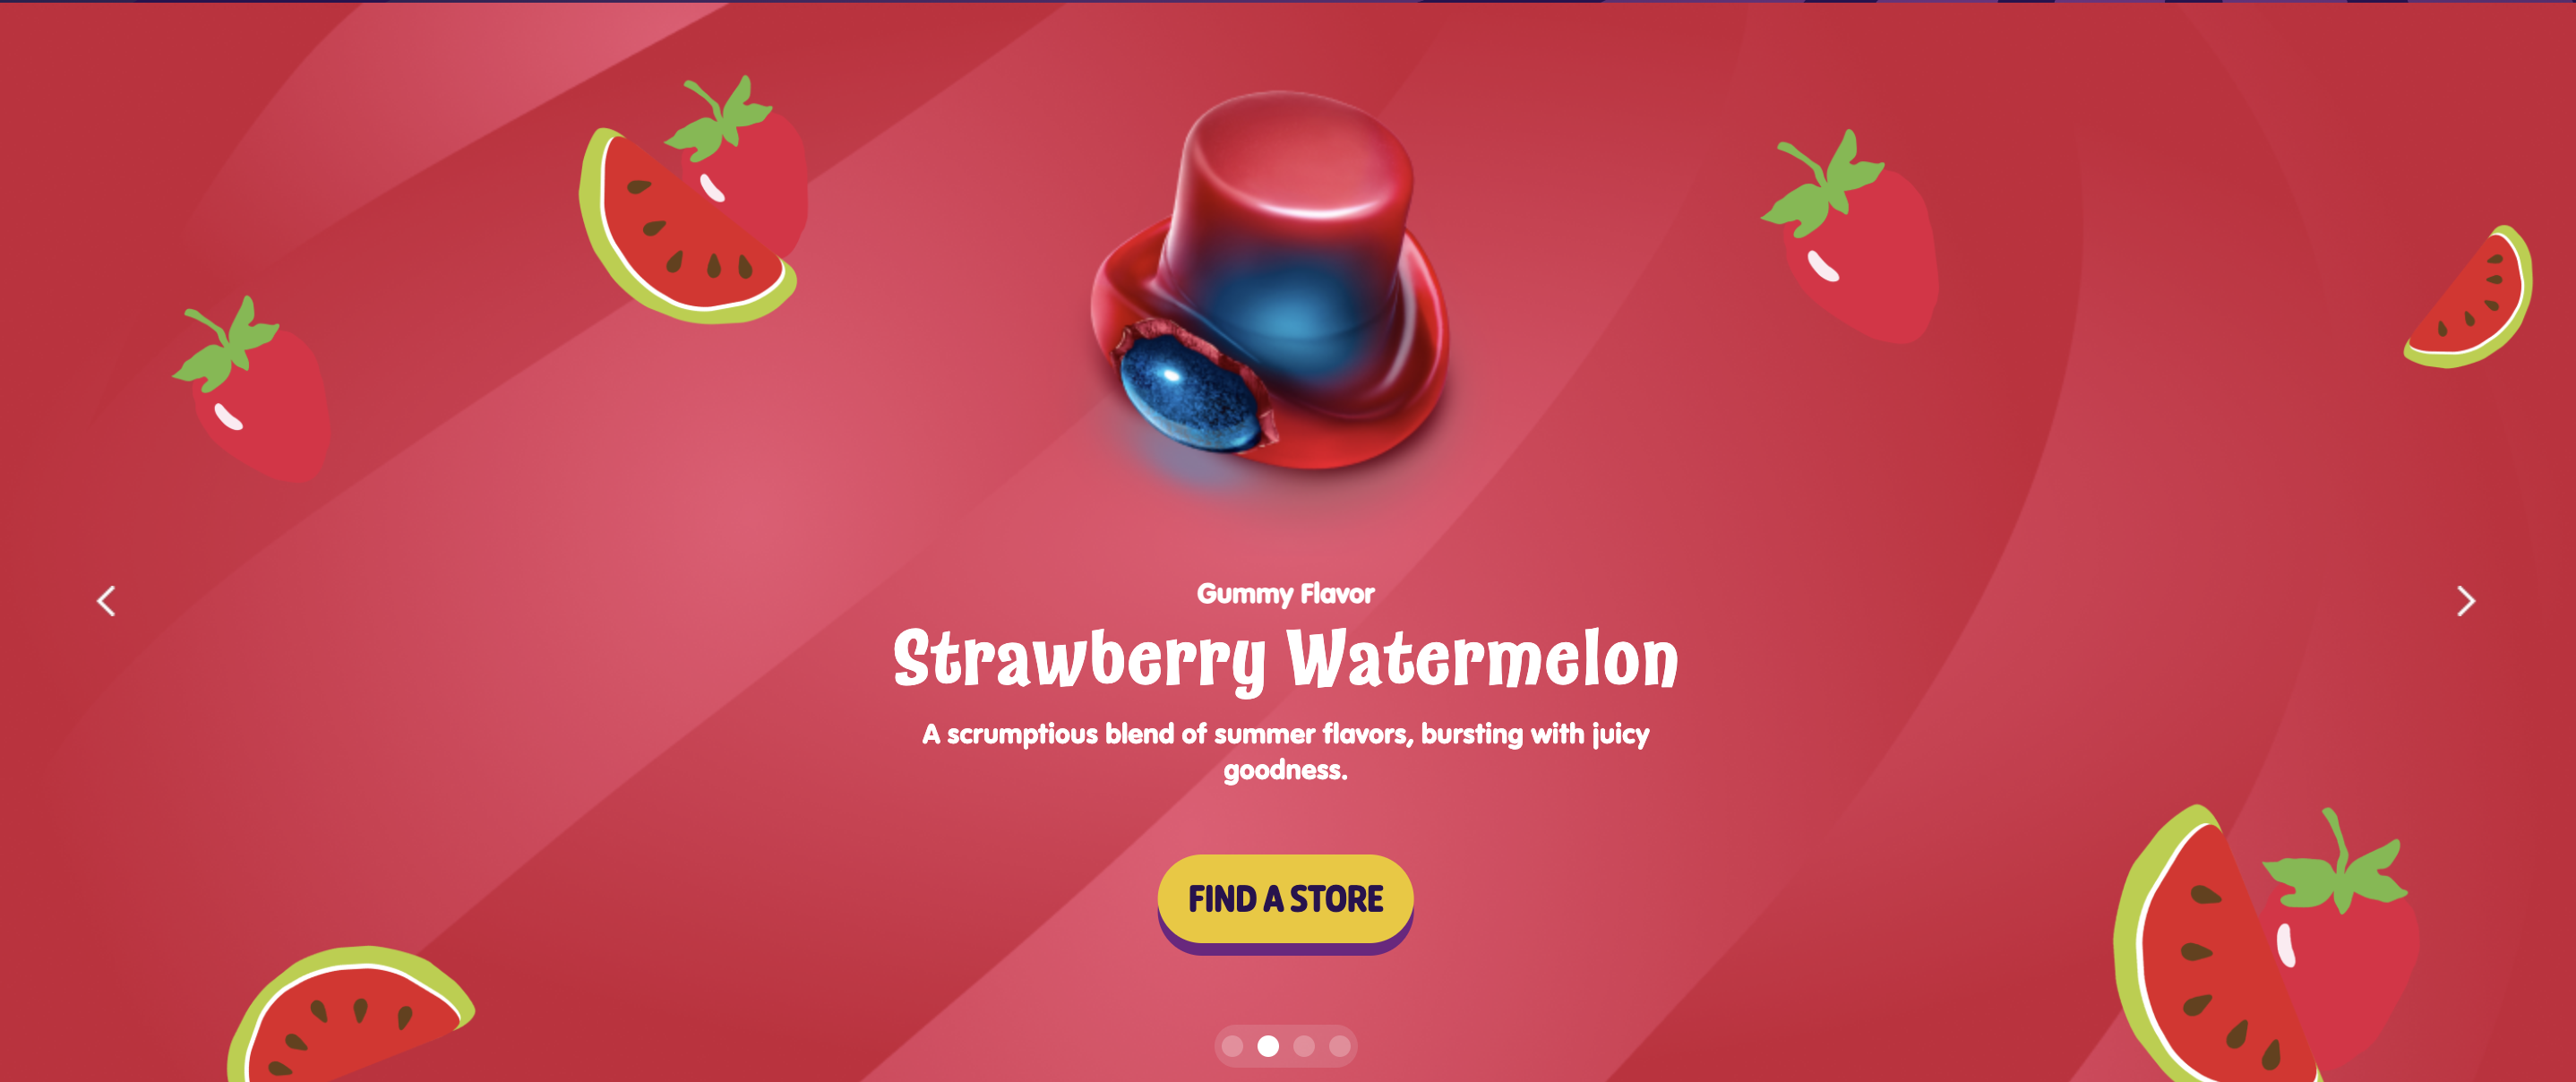 Gummy Flavor
Strawberry Watermelon
A scrumptious blend of summer flavors, bursting with juicy
goodness.
FIND A STORE